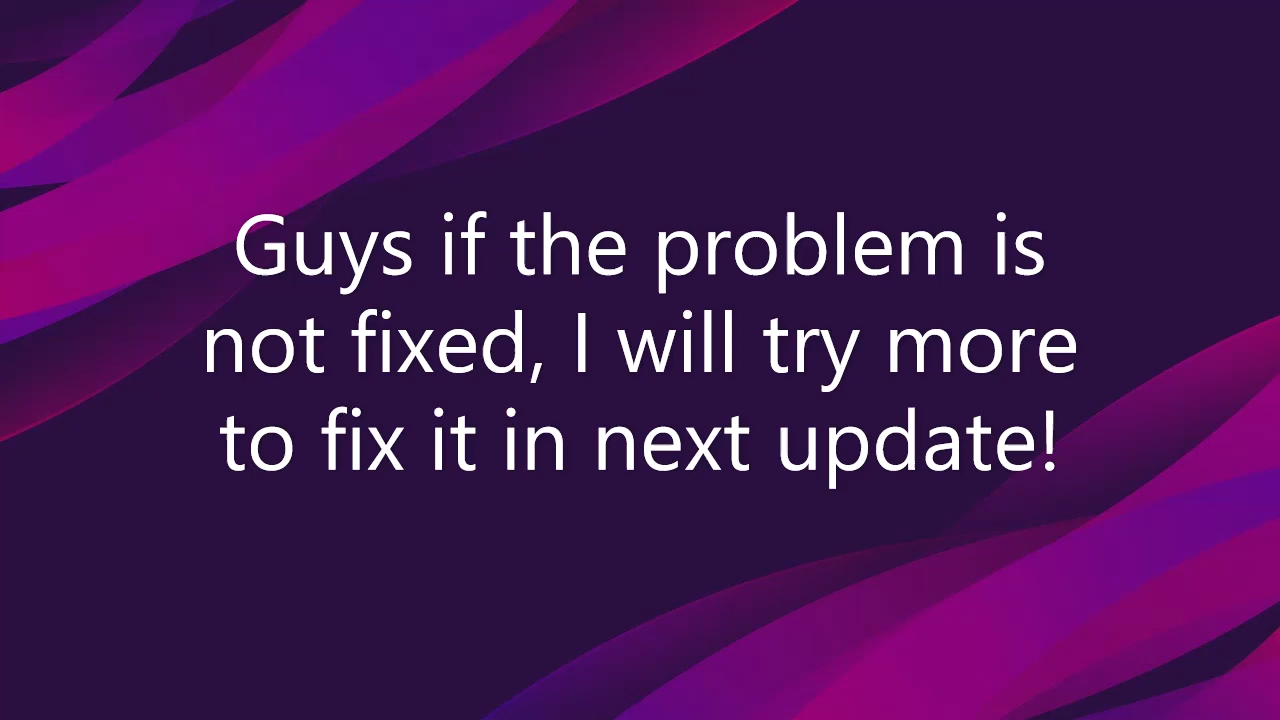 Guys if the problem is
not fixed, I will try more
to fix it in next update!